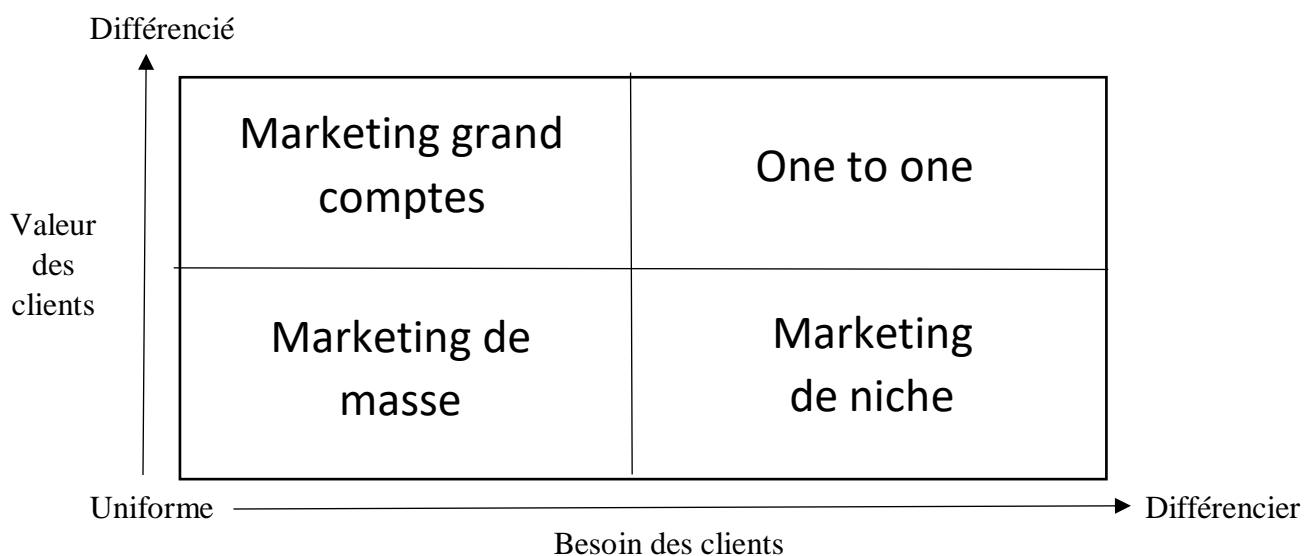 Différencié
Marketing grand
comptes
One to one
Valeur
des
clients
Marketing de
masse
Marketing
de niche
Uniforme
Différencier
Besoin des clients